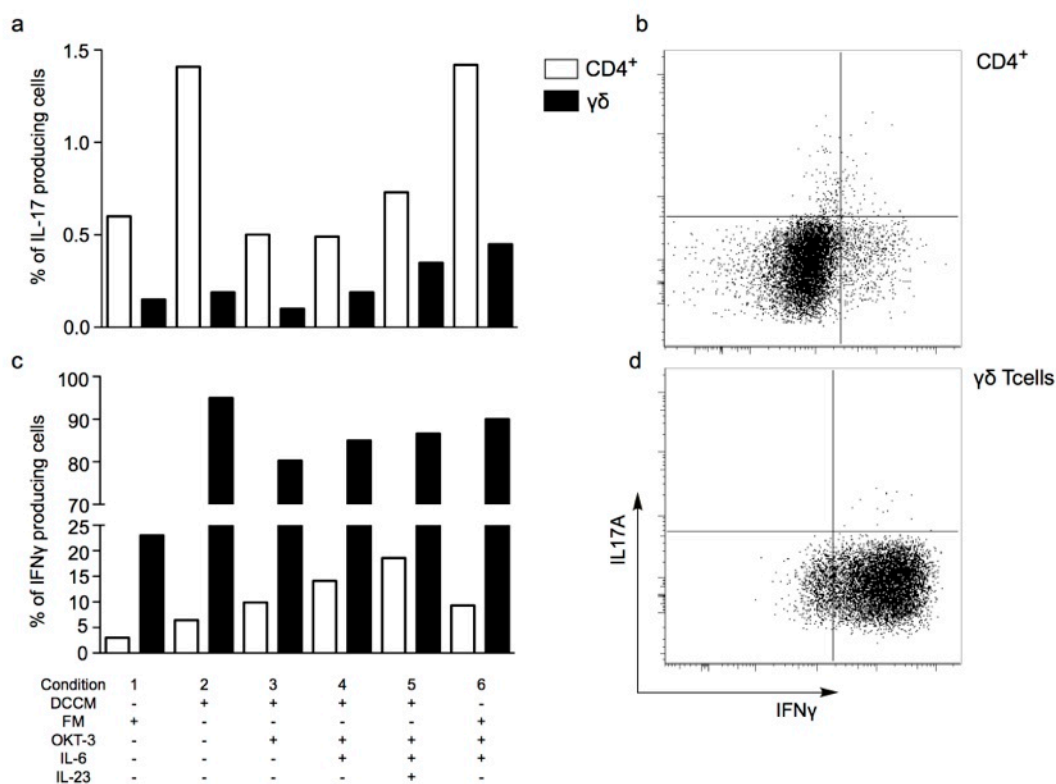 a
% of IL-17 producing cells
1.5
1.0
0.5
0.0
CD4+
γδ
b
CD4+
c
% of IFNγ producing cells
100
90
80
70
25
20
15
10
5
0
d
γδ Tcells
IL17A
IFNγ
Condition 1 2 3 4 5 6
DCCM - + + + + -
FM + - - - - +
OKT-3 - - + + + +
IL-6 - - - + + +
IL-23 - - - - + -